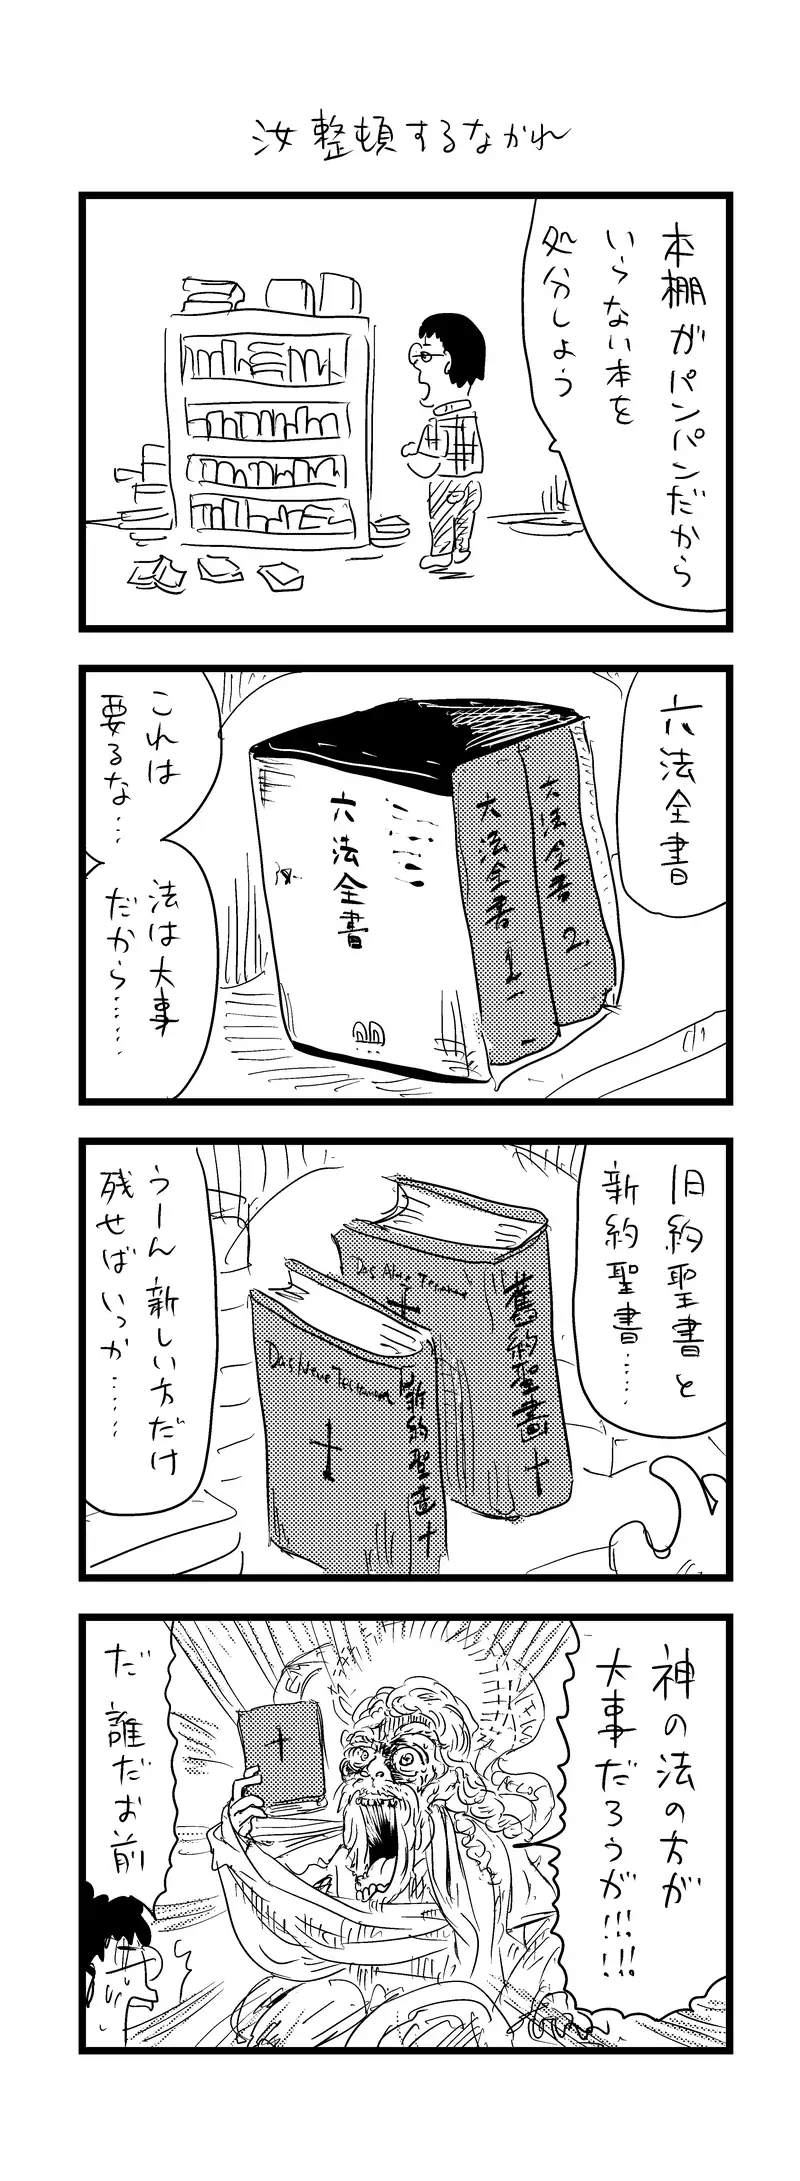 汝 整頓するなかれ
本棚がパンパンだから
いらない本を
処分しよう
六法全書
六法全書
六法全書 1
六法全書 2
これは
要るな…
法は大事
だから……
旧約聖書と
新約聖書……
舊約聖書
新約聖書
うーん 新しい方だけ
残せばいっか……
神の法の方が
大事だろうが!!!!!!
だ 誰だお前